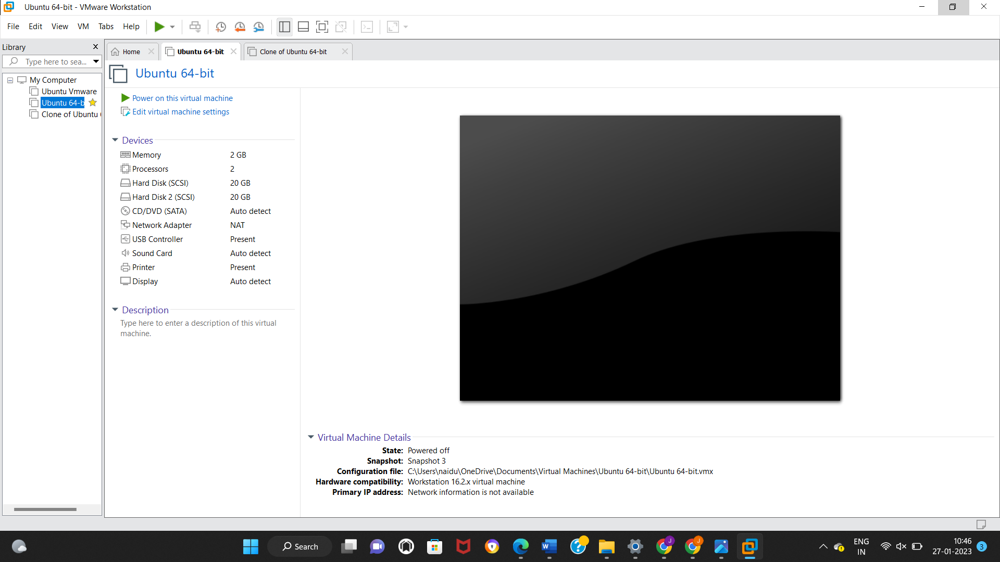 Ubuntu 64-bit - VMware Workstation
File Edit View VM Tabs Help
Library
Type here to sea...
My Computer
Ubuntu Vmware
Ubuntu 64-b
Clone of Ubuntu
Home
Ubuntu 64-bit
Clone of Ubuntu 64-bit
Ubuntu 64-bit
Power on this virtual machine
Edit virtual machine settings
Devices
Memory 2 GB
Processors 2
Hard Disk (SCSI) 20 GB
Hard Disk 2 (SCSI) 20 GB
CD/DVD (SATA) Auto detect
Network Adapter NAT
USB Controller Present
Sound Card Auto detect
Printer Present
Display Auto detect
Description
Type here to enter a description of this virtual
machine.
Virtual Machine Details
State: Powered off
Snapshot: Snapshot 3
Configuration file: C:\Users\naidu\OneDrive\Documents\Virtual Machines\Ubuntu 64-bit\Ubuntu 64-bit.vmx
Hardware compatibility: Workstation 16.2.x virtual machine
Primary IP address: Network information is not available
Search
W
J
J
ENG
IN
10:46
27-01-2023
3